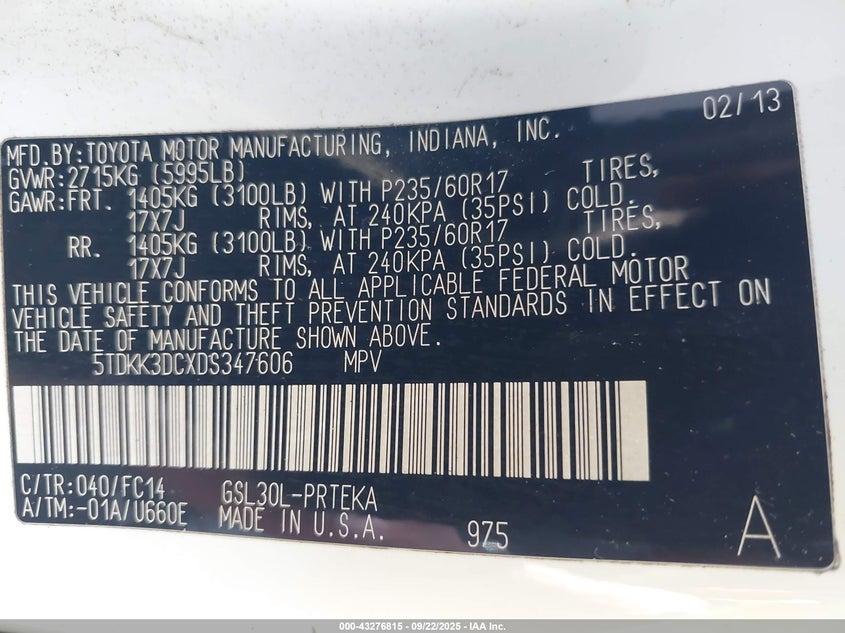 02/13
MFD.BY:TOYOTA MOTOR MANUFACTURING, INDIANA, INC.
GVWR:2715KG (5995LB)
GAWR:FRT. 1405KG (3100LB) WITH P235/60R17 TIRES,
17X7J RIMS, AT 240KPA (35PSI) COLD.
RR. 1405KG (3100LB) WITH P235/60R17 TIRES,
17X7J RIMS, AT 240KPA (35PSI) COLD.
THIS VEHICLE CONFORMS TO ALL APPLICABLE FEDERAL MOTOR
VEHICLE SAFETY AND THEFT PREVENTION STANDARDS IN EFFECT ON
THE DATE OF MANUFACTURE SHOWN ABOVE.
5TDKK3DCXDS347606 MPV
C/TR:040/FC14 GSL30L-PRTEKA
A/TM:-01A/U660E MADE IN U.S.A. 975 A
000-43276815 - 09/22/2025 - IAA Inc.